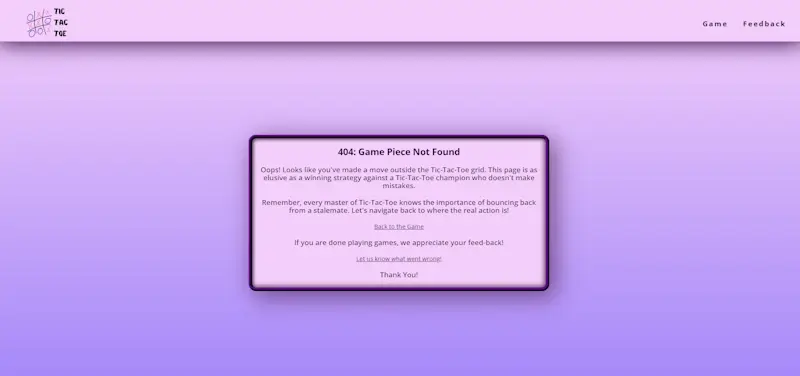 TIC
TAC
TOE
Game
Feedback
404: Game Piece Not Found
Oops! Looks like you've made a move outside the Tic-Tac-Toe grid. This page is as
elusive as a winning strategy against a Tic-Tac-Toe champion who doesn't make
mistakes.
Remember, every master of Tic-Tac-Toe knows the importance of bouncing back
from a stalemate. Let's navigate back to where the real action is!
Back to the Game
If you are done playing games, we appreciate your feed-back!
Let us know what went wrong!
Thank You!